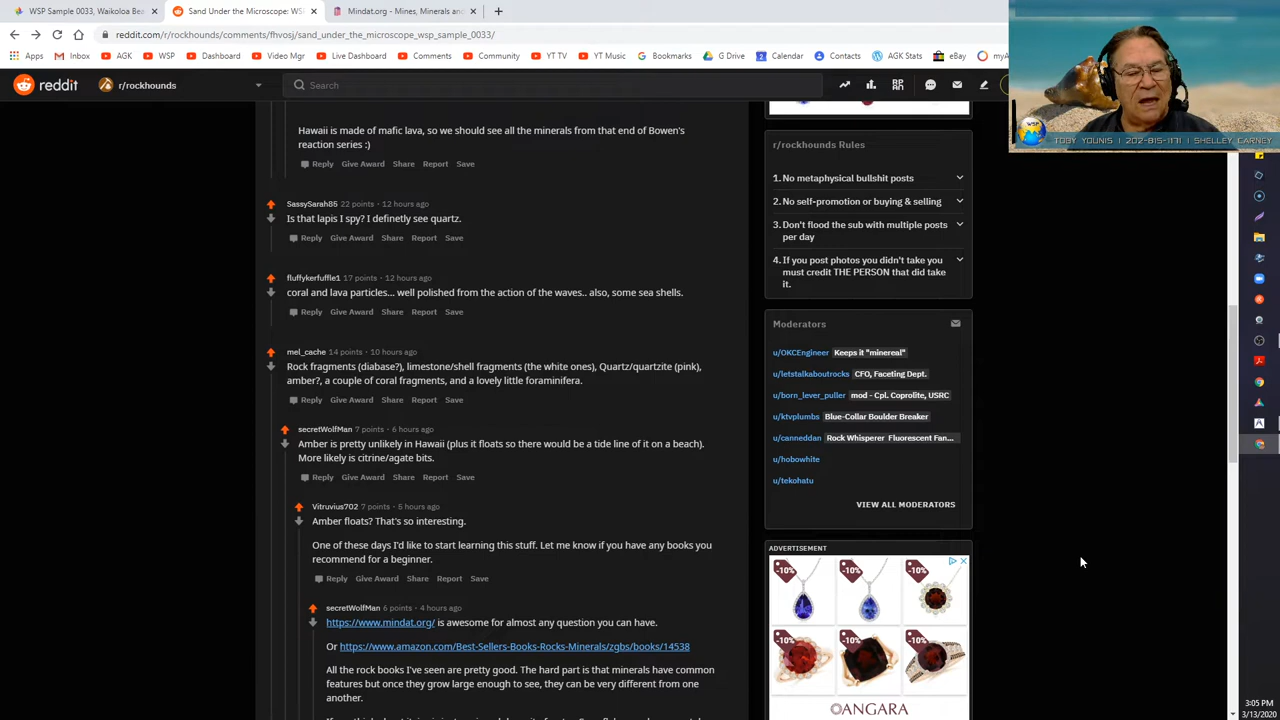 WSP Sample 0033, Waikoloa Be
Sand Under the Microscope: WS
Mindat.org - Mines, Minerals and
reddit.com/r/rockhounds/comments/fhvosj/sand_under_the_microscope_wsp_sample_0033/
Apps Inbox AGK WSP Dashboard Video Mgr Live Dashboard Comments YT TV YT Music Bookmarks G Drive Calendar Contacts AGK Stats eBay
reddit r/rockhounds Search
TOBY YOUNIS | 202-815-1171 | SHELLEY CARNEY
WSP
Hawaii is made of mafic lava, so we should see all the minerals from that end of Bowen's
reaction series :)
Reply Give Award Share Report Save
SassySarah85 22 points · 12 hours ago
Is that lapis I spy? I definetly see quartz.
Reply Give Award Share Report Save
fluffykerfuffle1 17 points · 12 hours ago
coral and lava particles... well polished from the action of the waves.. also, some sea shells.
Reply Give Award Share Report Save
mel_cache 14 points · 10 hours ago
Rock fragments (diabase?), limestone/shell fragments (the white ones), Quartz/quartzite (pink),
amber?, a couple of coral fragments, and a lovely little foraminifera.
Reply Give Award Share Report Save
secretWolfMan 7 points · 6 hours ago
Amber is pretty unlikely in Hawaii (plus it floats so there would be a tide line of it on a beach).
More likely is citrine/agate bits.
Reply Give Award Share Report Save
Vitruvius702 7 points · 5 hours ago
Amber floats? That's so interesting.
One of these days I'd like to start learning this stuff. Let me know if you have any books you
recommend for a beginner.
Reply Give Award Share Report Save
secretWolfMan 6 points · 4 hours ago
https://www.mindat.org/ is awesome for almost any question you can have.
Or https://www.amazon.com/Best-Sellers-Books-Rocks-Minerals/zgbs/books/14538
All the rock books I've seen are pretty good. The hard part is that minerals have common
features but once they grow large enough to see, they can be very different from one
another.
r/rockhounds Rules
1. No metaphysical bullshit posts
2. No self-promotion or buying & selling
3. Don't flood the sub with multiple posts
per day
4. If you post photos you didn't take you
must credit THE PERSON that did take
it.
Moderators
u/OKCEngineer Keeps it "minereal"
u/letstalkaboutrocks CFO, Faceting Dept.
u/born_lever_puller mod - Cpl. Coprolite, USRC
u/ktvplumbs Blue-Collar Boulder Breaker
u/canneddan Rock Whisperer Fluorescent Fan...
u/hobowhite
u/tekohatu
VIEW ALL MODERATORS
ADVERTISEMENT
-10% -10% -10%
-10% -10% -10%
ANGARA
3:05 PM
3/13/2020